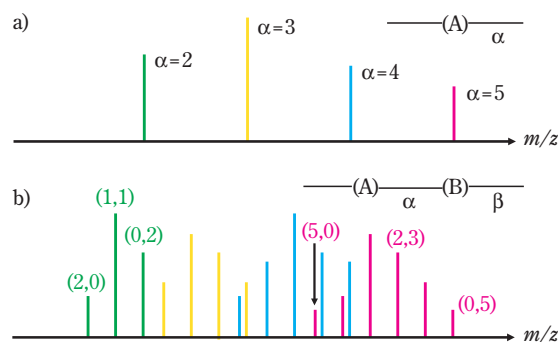 a)
(A)
α
α=2
α=3
α=4
α=5
m/z
b)
(A)
(B)
α
β
(1,1)
(0,2)
(2,0)
(5,0)
(2,3)
(0,5)
m/z